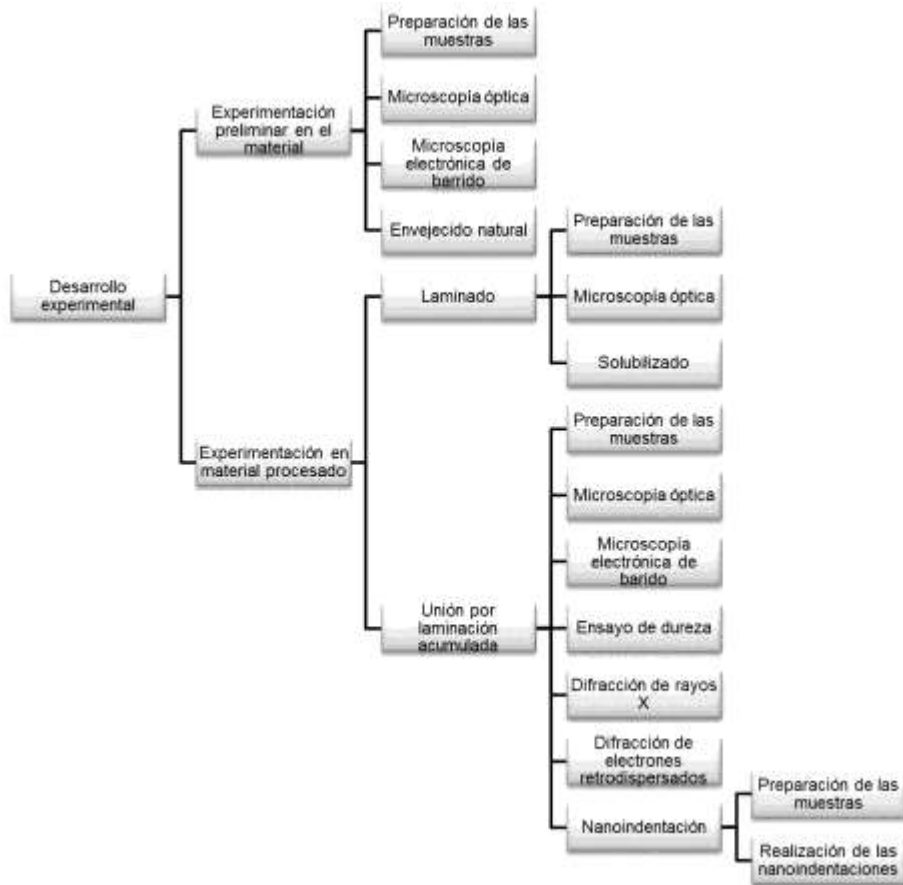 Desarrollo
experimental
Experimentación
preliminar en el
material
Preparación de las
muestras
Microscopía óptica
Microscopía
electrónica de
barrido
Envejecido natural
Experimentación en
material procesado
Laminado
Preparación de las
muestras
Microscopía óptica
Solubilizado
Unión por
laminación
acumulada
Preparación de las
muestras
Microscopía óptica
Microscopía
electrónica de
barido
Ensayo de dureza
Difracción de rayos
X
Difracción de
electrones
retrodispersados
Nanoindentación
Preparación de las
muestras
Realización de las
nanoindentaciones